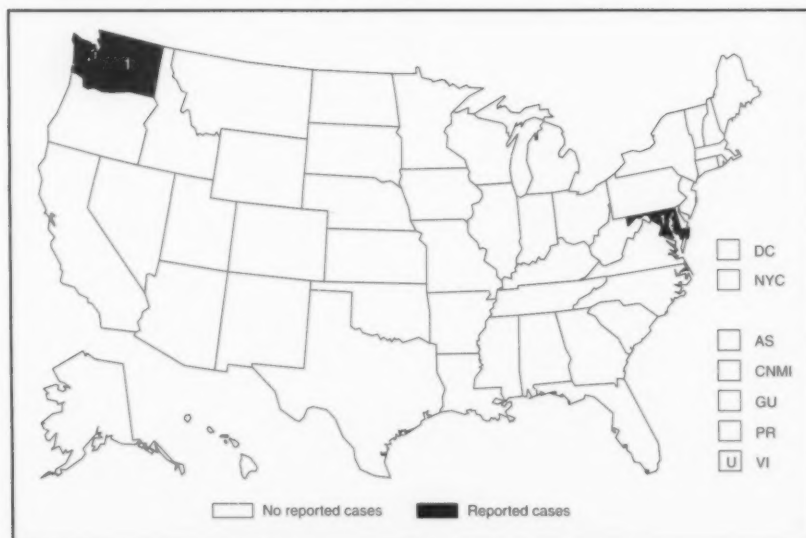 DC
NYC
AS
CNMI
GU
PR
U VI
No reported cases
Reported cases